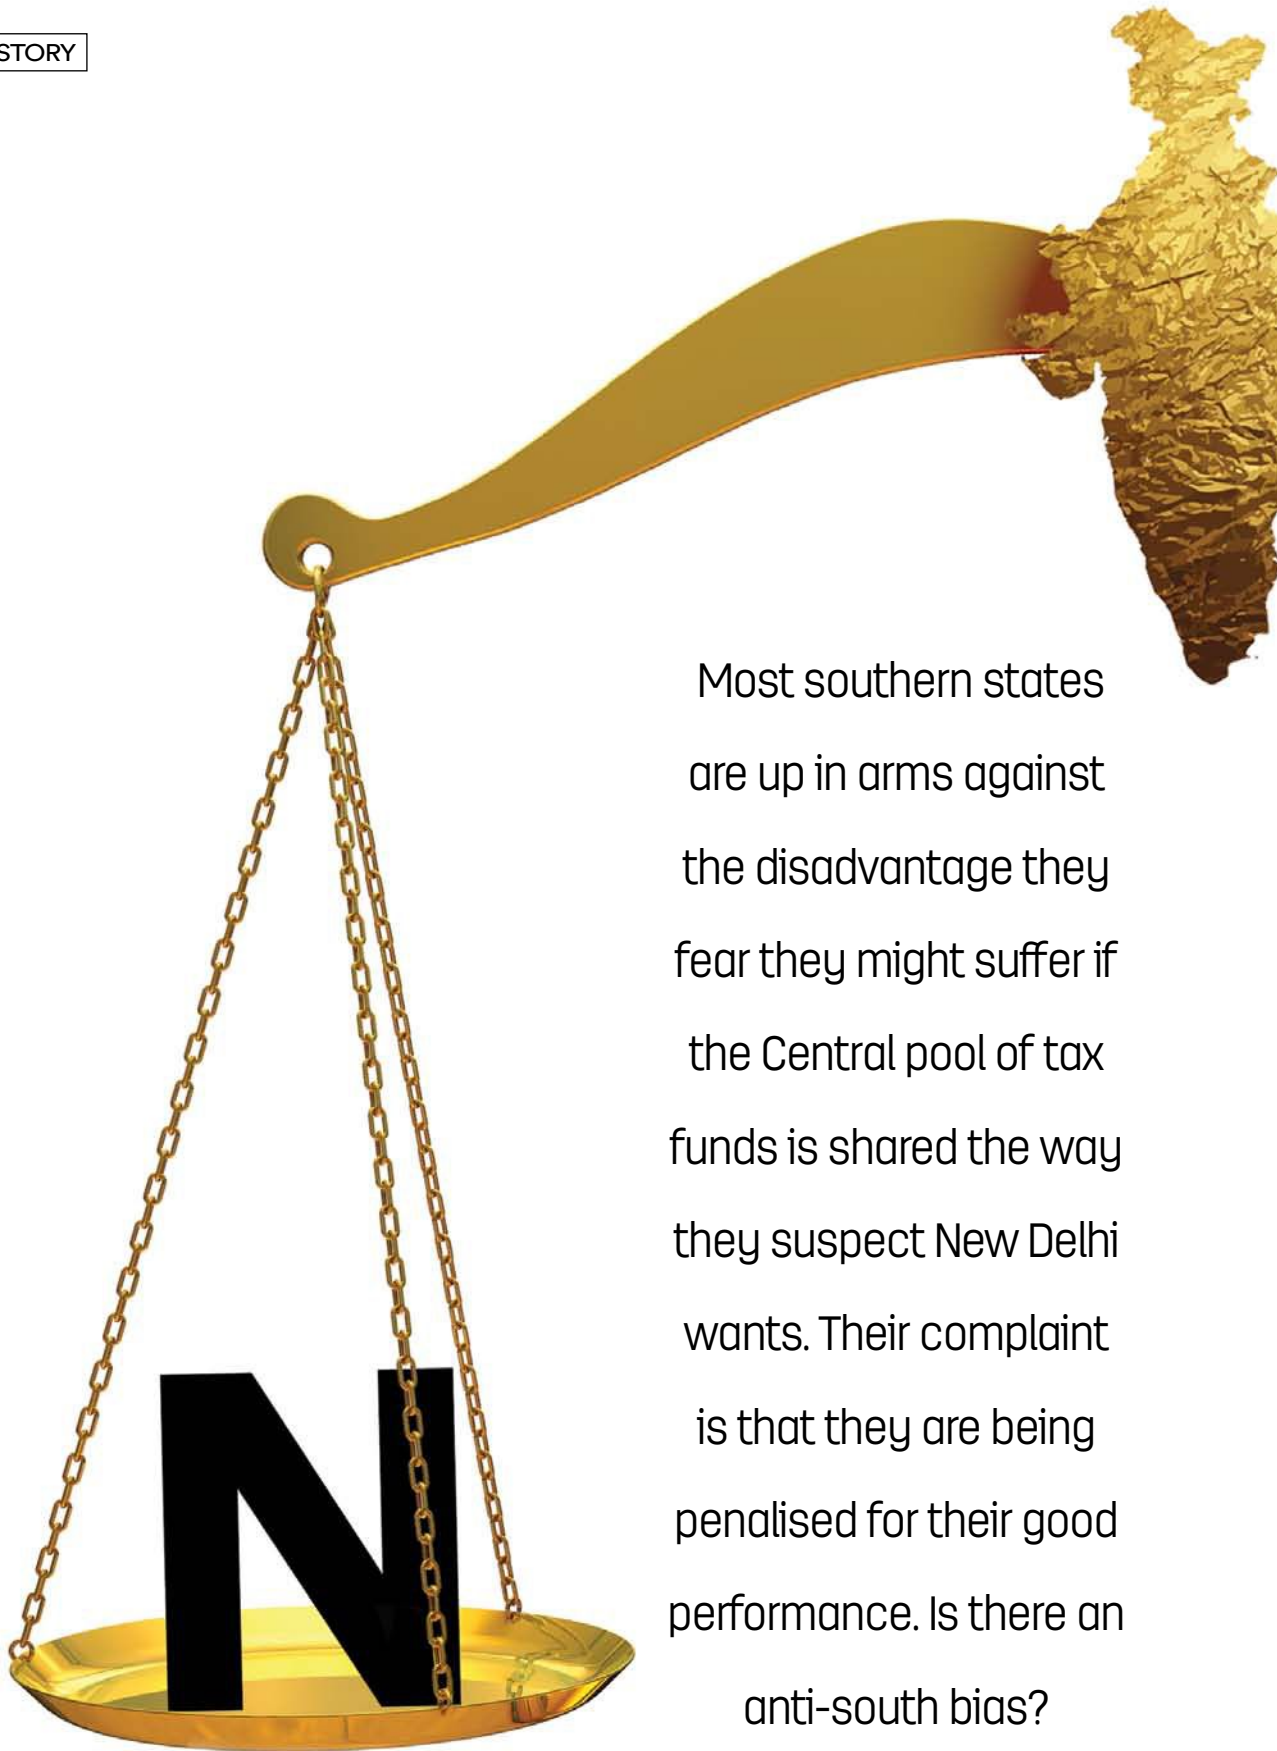 STORY
Most southern states
are up in arms against
the disadvantage they
fear they might suffer if
the Central pool of tax
funds is shared the way
they suspect New Delhi
wants. Their complaint
is that they are being
penalised for their good
performance. Is there an
anti-south bias?
N